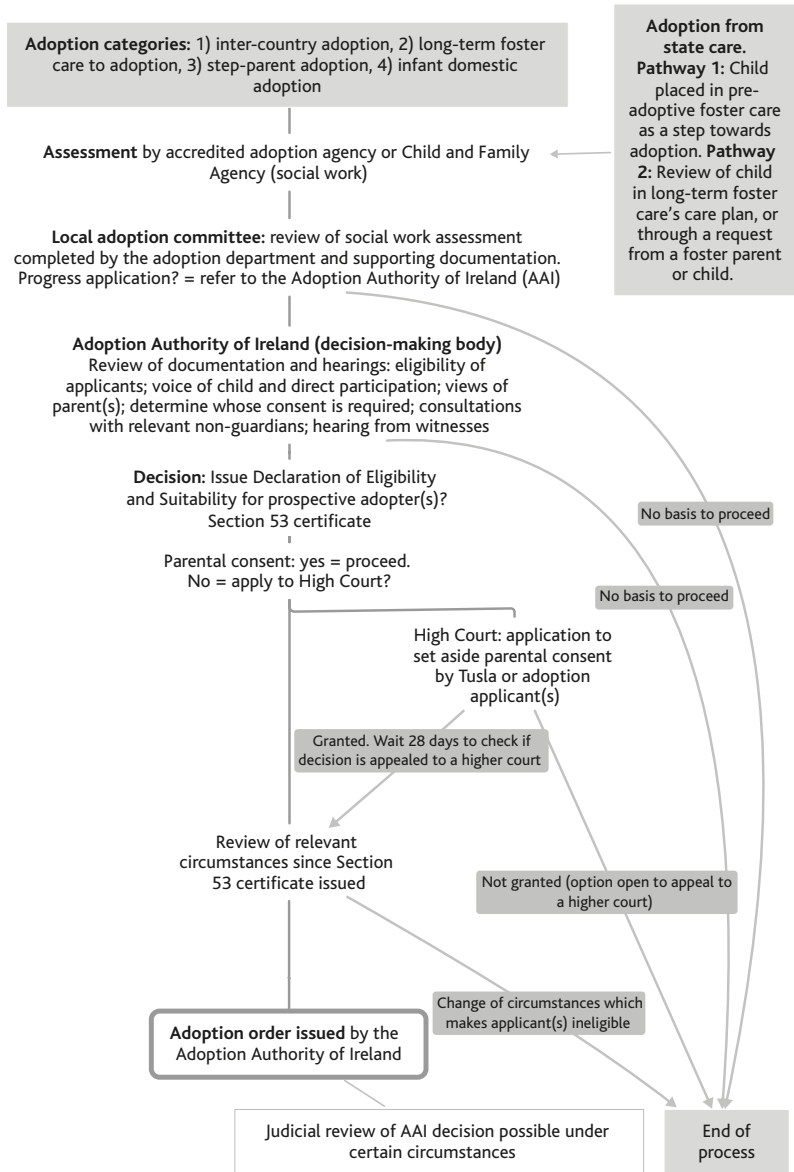 Adoption categories: 1) inter-country adoption, 2) long-term foster
care to adoption, 3) step-parent adoption, 4) infant domestic
adoption
Adoption from
state care.
Pathway 1: Child
placed in pre-
adoptive foster care
as a step towards
adoption. Pathway
2: Review of child
in long-term foster
care's care plan, or
through a request
from a foster parent
or child.
Assessment by accredited adoption agency or Child and Family
Agency (social work)
Local adoption committee: review of social work assessment
completed by the adoption department and supporting documentation.
Progress application? = refer to the Adoption Authority of Ireland (AAI)
Adoption Authority of Ireland (decision-making body)
Review of documentation and hearings: eligibility of
applicants; voice of child and direct participation; views of
parent(s); determine whose consent is required; consultations
with relevant non-guardians; hearing from witnesses
Decision: Issue Declaration of Eligibility
and Suitability for prospective adopter(s)?
Section 53 certificate
No basis to proceed
Parental consent: yes = proceed.
No = apply to High Court?
No basis to proceed
High Court: application to
set aside parental consent
by Tusla or adoption
applicant(s)
Granted. Wait 28 days to check if
decision is appealed to a higher court
Review of relevant
circumstances since Section
53 certificate issued
Not granted (option open to appeal to
a higher court)
Change of circumstances which
makes applicant(s) ineligible
Adoption order issued by the
Adoption Authority of Ireland
Judicial review of AAI decision possible under
certain circumstances
End of
process